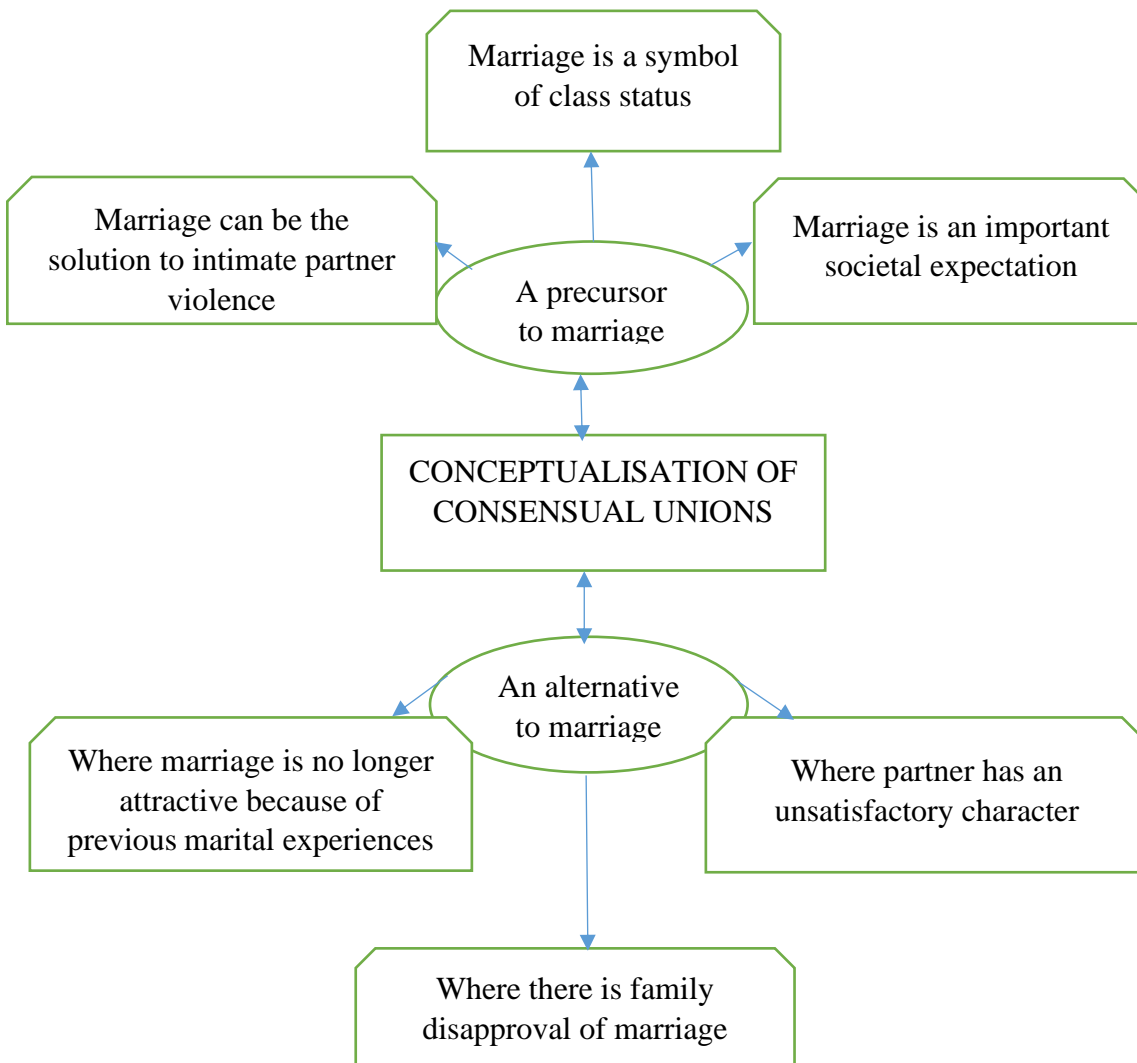 Marriage is a symbol
of class status
Marriage can be the
solution to intimate partner
violence
Marriage is an important
societal expectation
A precursor
to marriage
CONCEPTUALISATION OF
CONSENSUAL UNIONS
An alternative
to marriage
Where marriage is no longer
attractive because of
previous marital experiences
Where partner has an
unsatisfactory character
Where there is family
disapproval of marriage